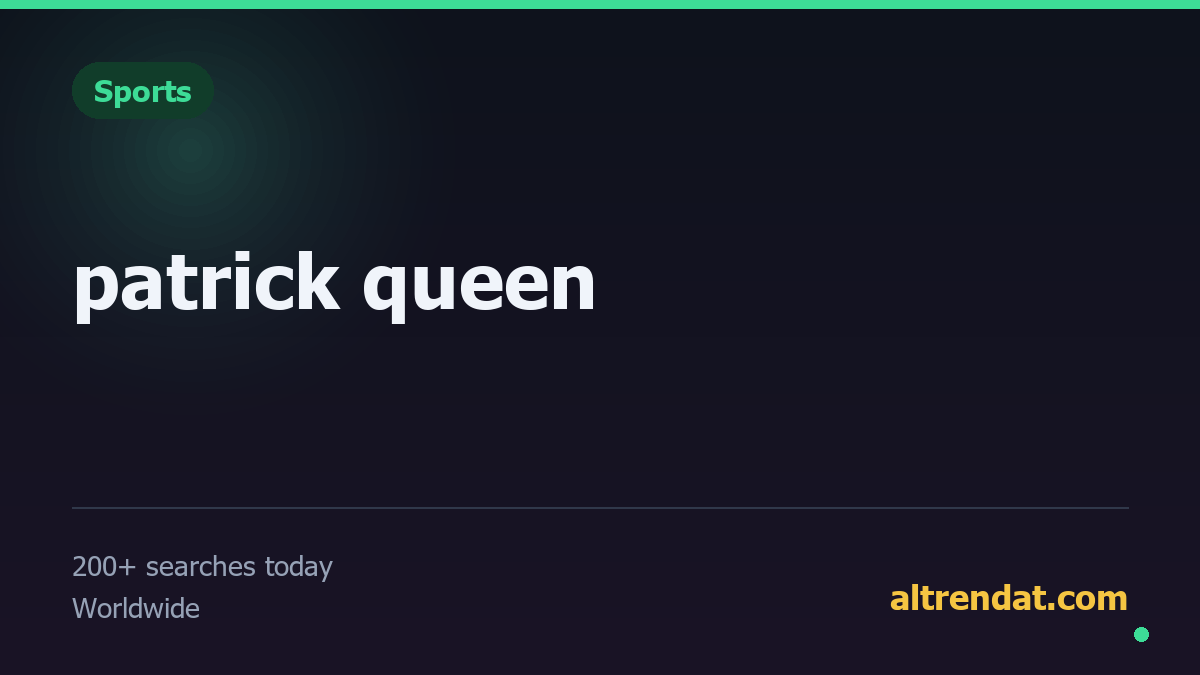 Sports
patrick queen
200+ searches today
Worldwide
altrendat.com